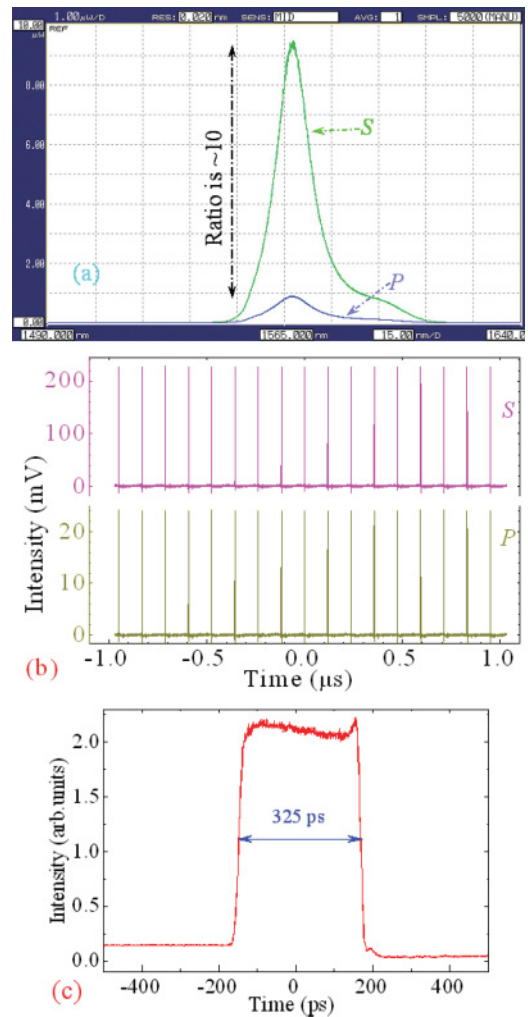 1.00µW/D RES:0.020 nm SENS:MID AVG: 1 SMPL: 5000(MANU)
10.00 µW REF
8.00
6.00
4.00
2.00
0.00
Ratio is ~10
S
P
(a)
1490.000 nm 1565.000 nm 15.00 nm/D 1640.0
200
100
0
S
20
10
0
P
Intensity (mV)
-1.0 -0.5 0.0 0.5 1.0
Time (µs)
(b)
2.0
1.5
1.0
0.5
0.0
Intensity (arb.units)
325 ps
-400 -200 0 200 400
Time (ps)
(c)